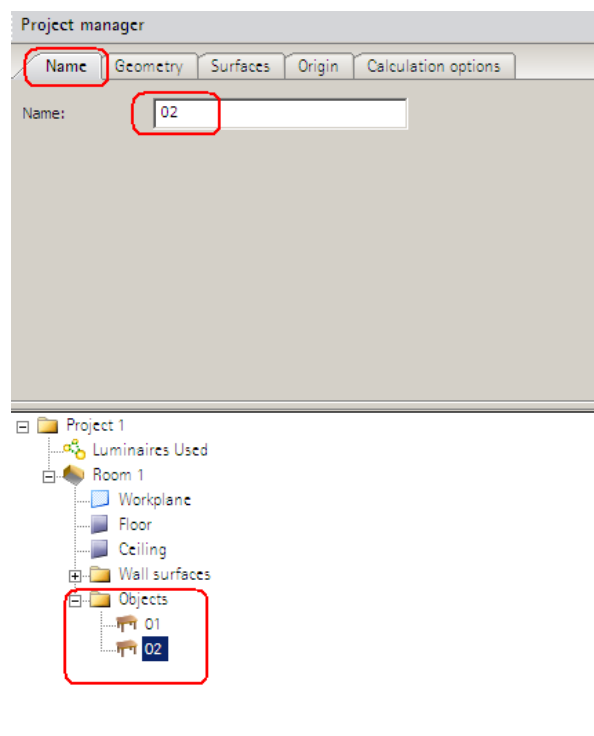 Project manager
Name Geometry Surfaces Origin Calculation options
Name: 02
Project 1
Luminaires Used
Room 1
Workplane
Floor
Ceiling
Wall surfaces
Objects
01
02